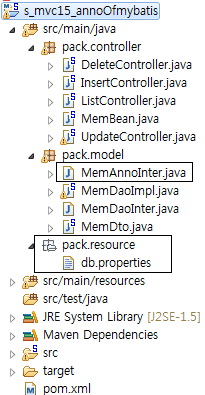 s_mvc15_annoOfmybatis
src/main/java
pack.controller
DeleteController.java
InsertController.java
ListController.java
MemBean.java
UpdateController.java
pack.model
MemAnnoInter.java
MemDaoImpl.java
MemDaoInter.java
MemDto.java
pack.resource
db.properties
src/main/resources
src/test/java
JRE System Library [J2SE-1.5]
Maven Dependencies
src
target
pom.xml